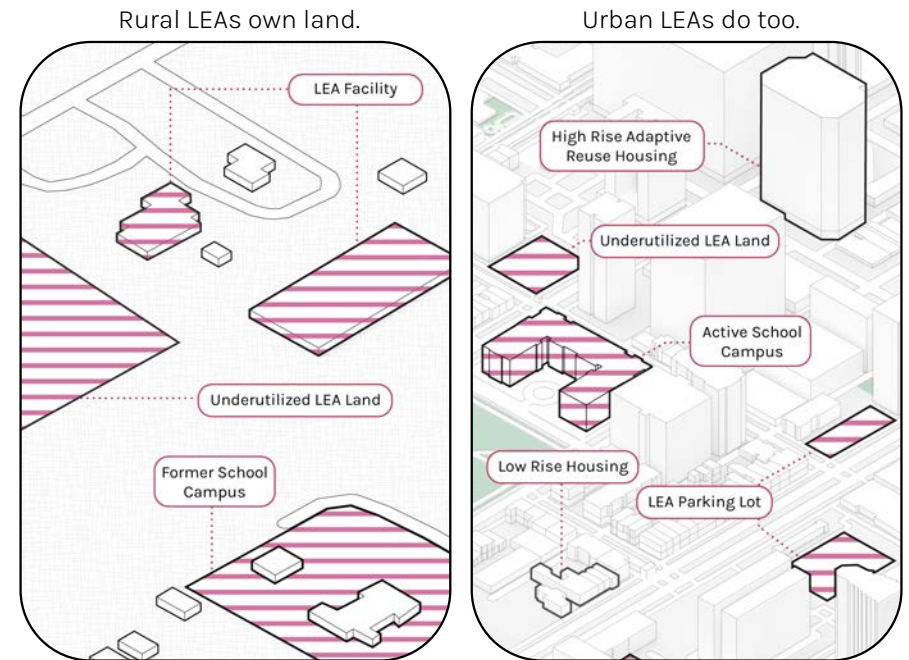 Rural LEAs own land.
LEA Facility
Underutilized LEA Land
Former School
Campus
Urban LEAs do too.
High Rise Adaptive
Reuse Housing
Underutilized LEA Land
Active School
Campus
Low Rise Housing
LEA Parking Lot